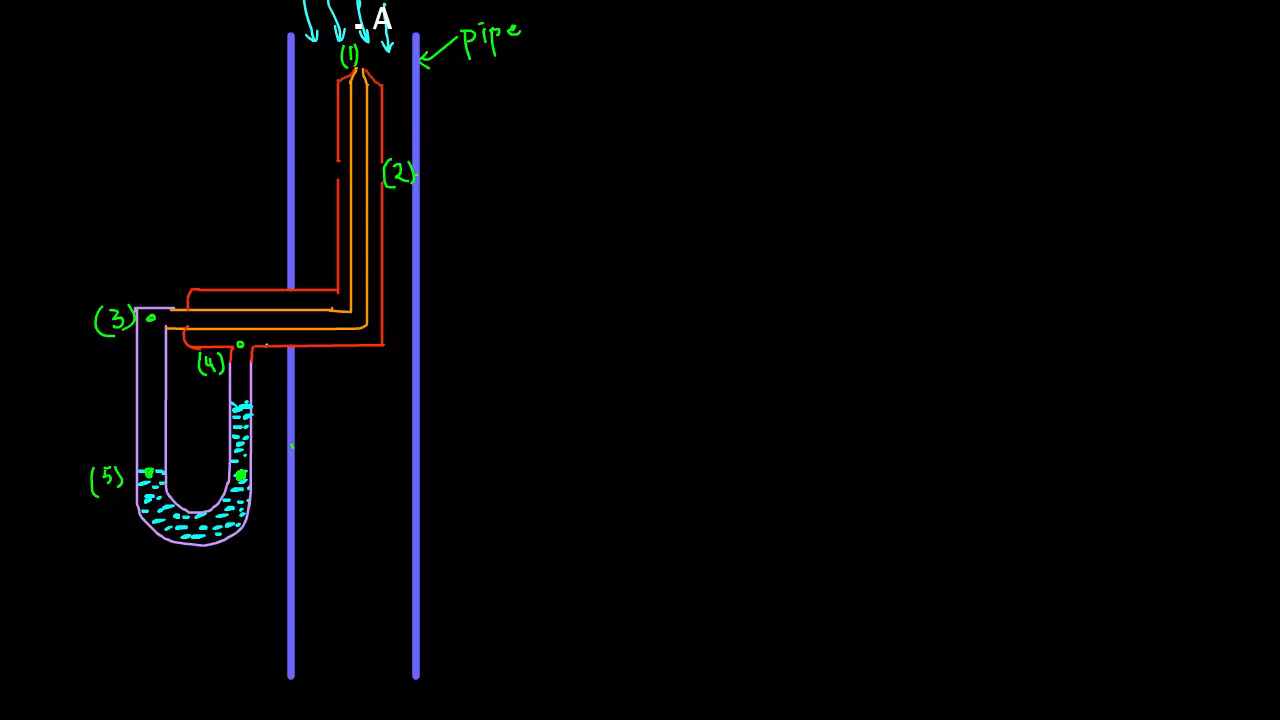 . A
pipe
(1)
(2)
(3)
(4)
(5)